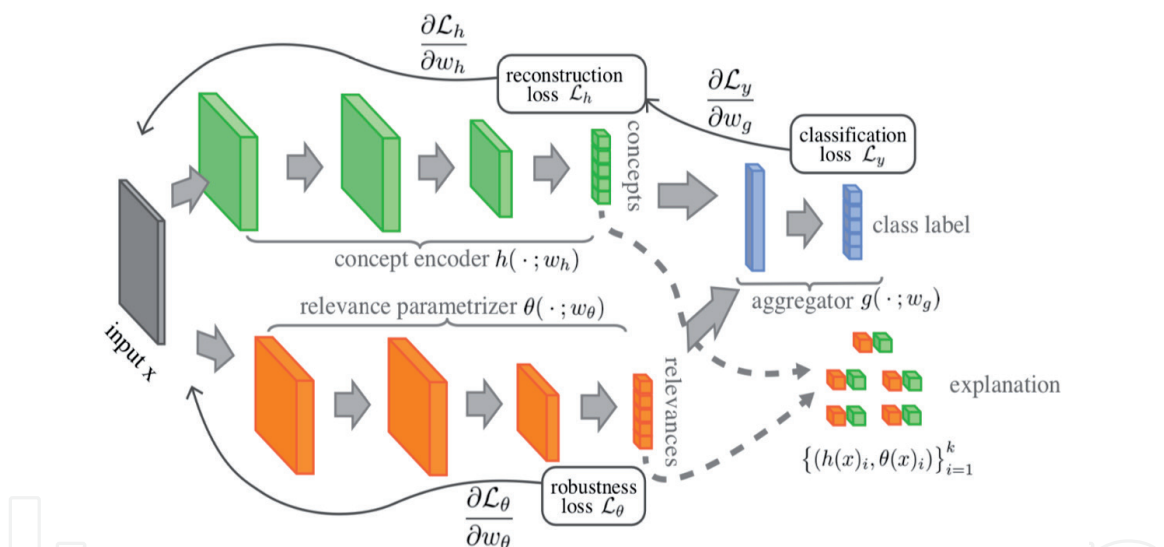 ∂ℒh
∂wh
reconstruction
loss ℒh
∂ℒy
∂wg
classification
loss ℒy
concepts
class label
concept encoder h( · ; wh)
aggregator g( · ; wg)
relevance parametrizer θ( · ; wθ)
input x
relevances
explanation
{(h(x)i, θ(x)i)}ki=1
robustness
loss ℒθ
∂ℒθ
∂wθ